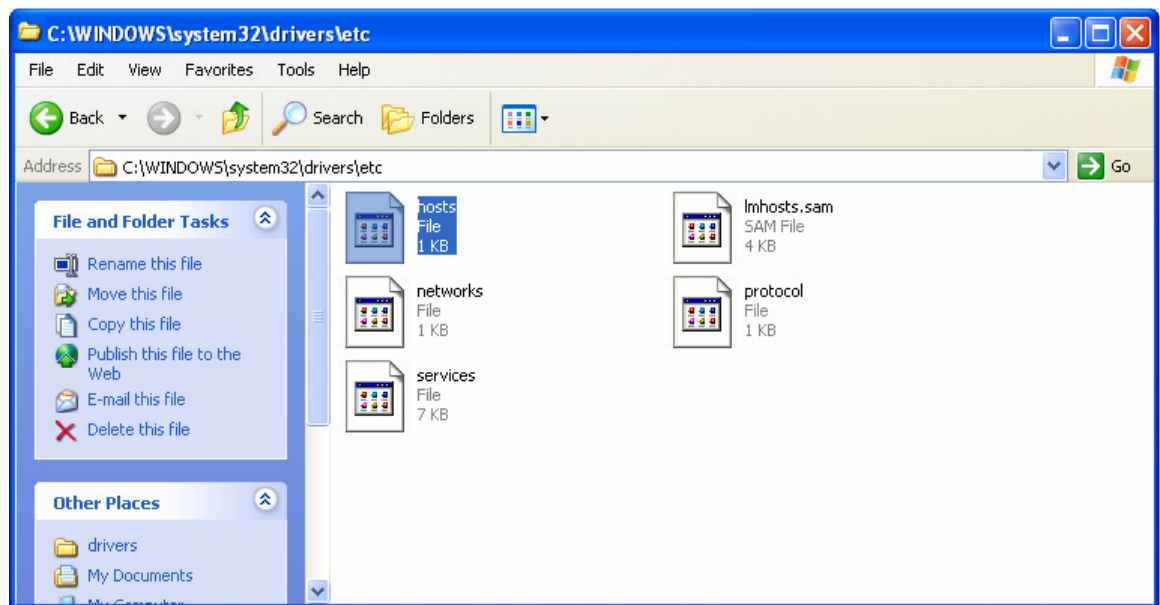 C:\WINDOWS\system32\drivers\etc
File Edit View Favorites Tools Help
Back Search Folders
Address C:\WINDOWS\system32\drivers\etc Go
File and Folder Tasks
Rename this file
Move this file
Copy this file
Publish this file to the
Web
E-mail this file
Delete this file
Other Places
drivers
My Documents
My Computer
hosts
File
1 KB
lmhosts.sam
SAM File
4 KB
networks
File
1 KB
protocol
File
1 KB
services
File
7 KB